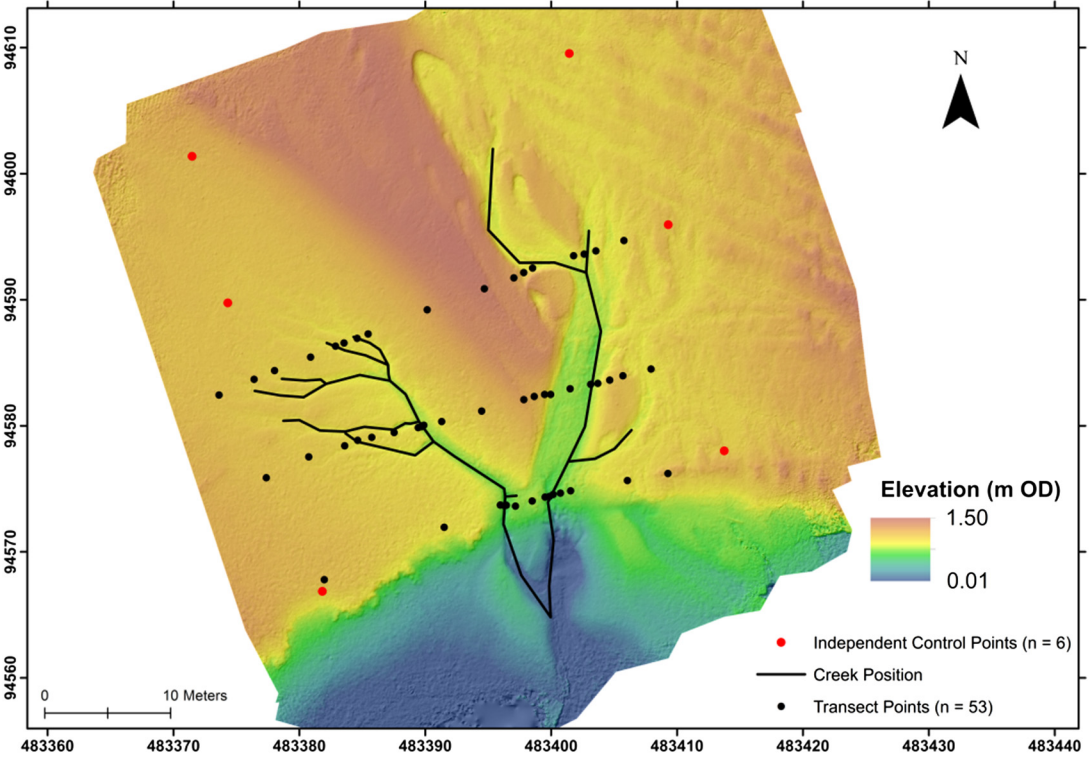 94610
94600
94590
94580
94570
94560
N
Elevation (m OD)
1.50
0.01
Independent Control Points (n = 6)
Creek Position
Transect Points (n = 53)
0 10 Meters
483360 483370 483380 483390 483400 483410 483420 483430 483440